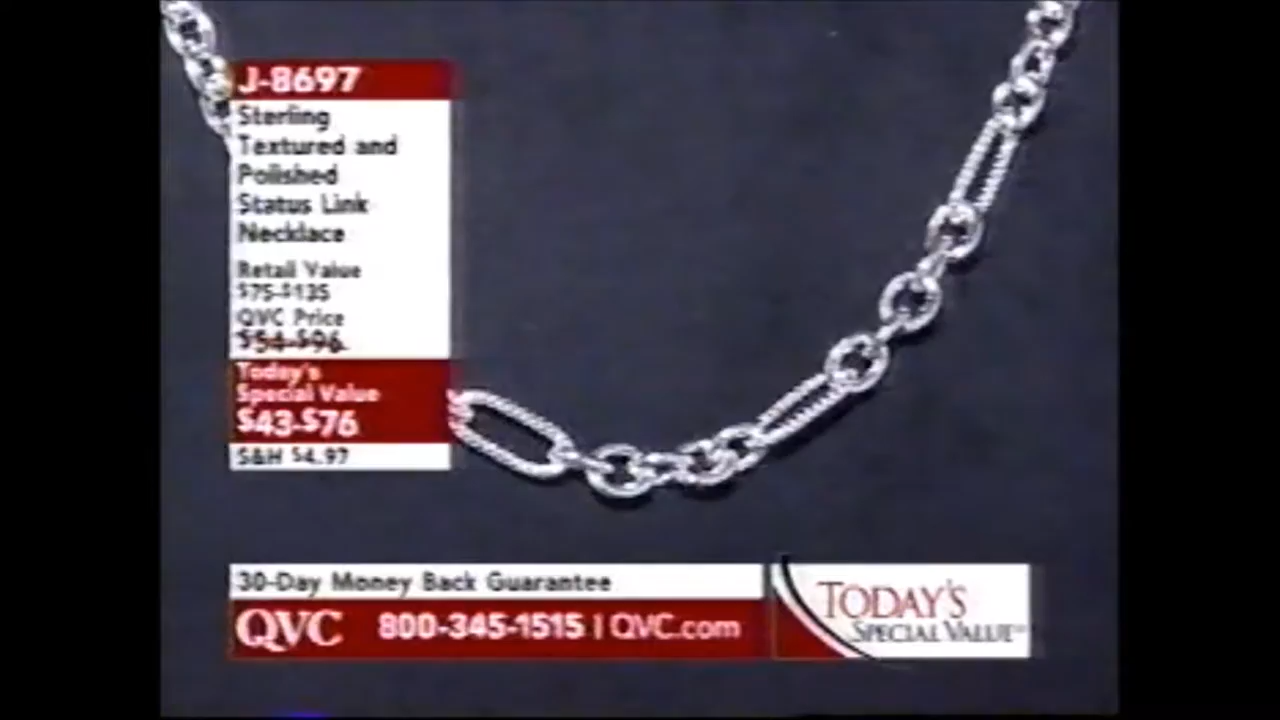 J-8697
Sterling
Textured and
Polished
Status Link
Necklace
Retail Value
$75-$135
QVC Price
$54-$96
Today's
Special Value
$43-$76
S&H $4.97
30-Day Money Back Guarantee
QVC 800-345-1515 | QVC.com
TODAY'S
SPECIAL VALUE